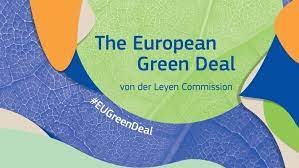 The European
Green Deal
von der Leyen Commission
#EUGreenDeal